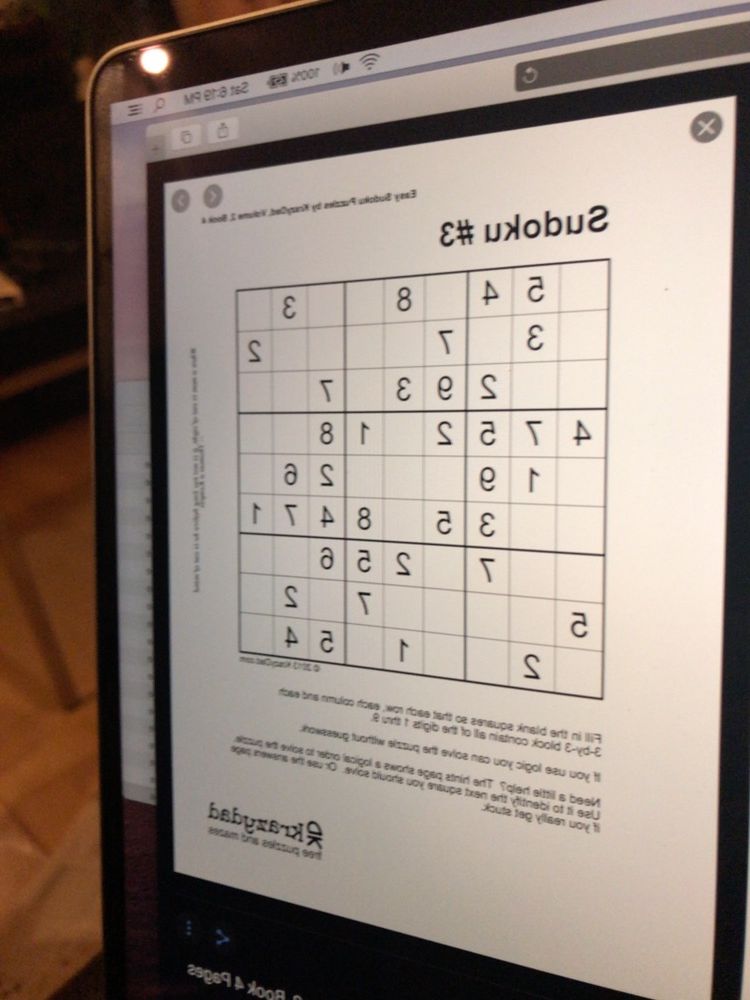 100% Sat 6:19 PM
Easy Sudoku Puzzles by KrazyDad, Volume 2, Book 4
Sudoku #3
5 4 8 3
3 7 2
2 9 3 7
4 7 5 2 1 8
1 9 2 6
3 5 8 4 7 1
7 2 5 6
5 7 2
2 1 5 4
© 2013 KrazyDad.com
Fill in the blank squares so that each row, each column and each
3-by-3 block contain all of the digits 1 thru 9.
If you use logic you can solve the puzzle without guesswork.
Need a little help? The hints page shows a logical order to solve the puzzle.
Use it to identify the next square you should solve. Or use the answers page
if you really get stuck.
krazydad
free puzzles and mazes
Book 4 Pages